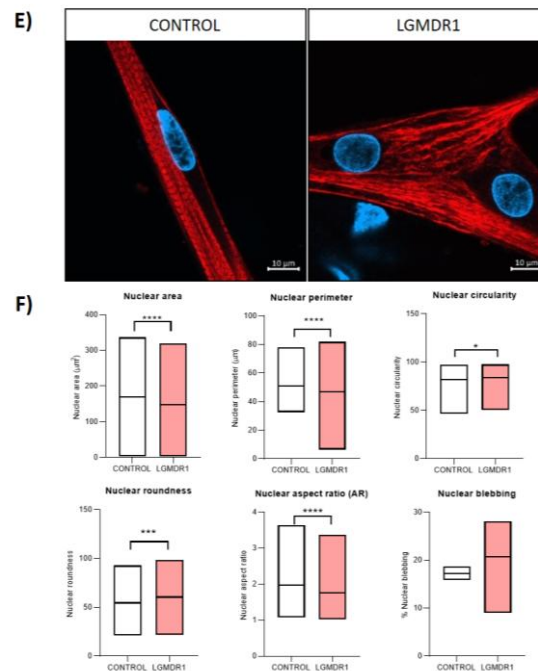 E)
CONTROL LGMDR1
10 µm 10 µm
F)
Nuclear area Nuclear perimeter Nuclear circularity
**** **** *
Nuclear area (µm²)
400
300
200
100
0
CONTROL LGMDR1
Nuclear perimeter (µm)
100
80
60
40
20
0
CONTROL LGMDR1
Nuclear circularity
150
100
50
0
CONTROL LGMDR1
Nuclear roundness Nuclear aspect ratio (AR) Nuclear blebbing
*** ****
Nuclear roundness
150
100
50
0
CONTROL LGMDR1
Nuclear aspect ratio
4
3
2
1
0
CONTROL LGMDR1
% Nuclear blebbing
30
20
10
0
CONTROL LGMDR1